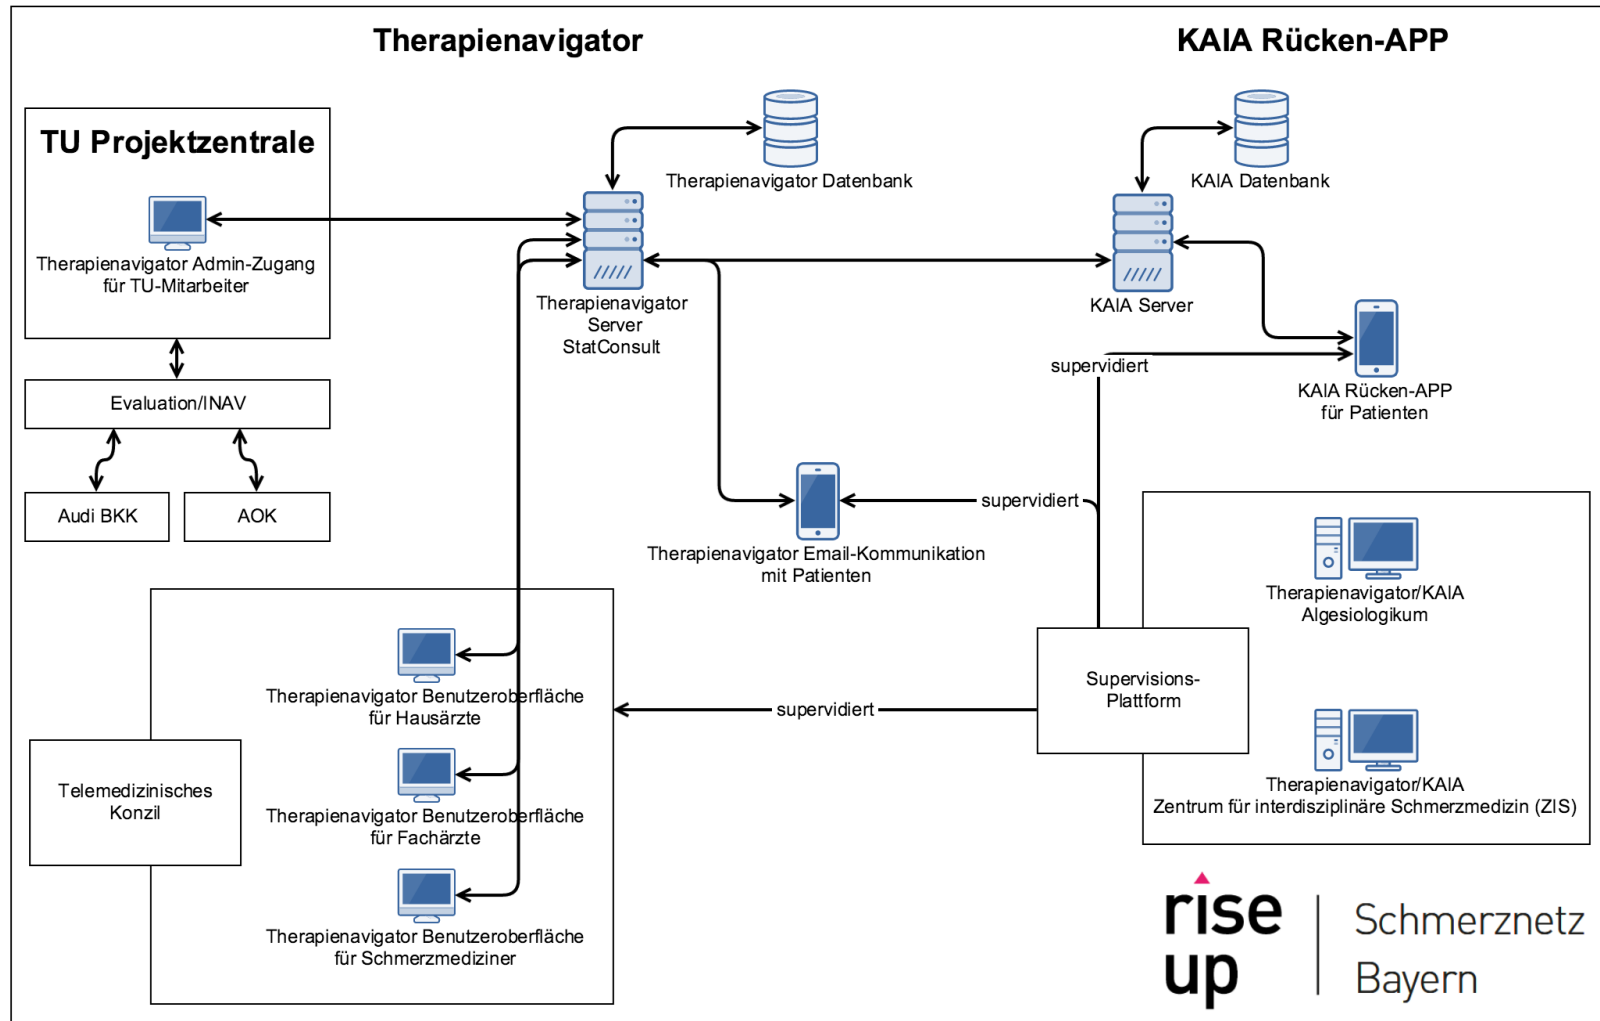 Therapienavigator
KAIA Rücken-APP
TU Projektzentrale
Therapienavigator Admin-Zugang
für TU-Mitarbeiter
Therapienavigator Datenbank
KAIA Datenbank
Therapienavigator
Server
StatConsult
KAIA Server
supervidiert
KAIA Rücken-APP
für Patienten
Evaluation/INAV
Audi BKK
AOK
supervidiert
Therapienavigator Email-Kommunikation
mit Patienten
Therapienavigator/KAIA
Algesiologikum
Therapienavigator Benutzeroberfläche
für Hausärzte
supervidiert
Supervisions-
Plattform
Therapienavigator/KAIA
Zentrum für interdisziplinäre Schmerzmedizin (ZIS)
Telemedizinisches
Konzil
Therapienavigator Benutzeroberfläche
für Fachärzte
Therapienavigator Benutzeroberfläche
für Schmerzmediziner
rise
up
Schmerznetz
Bayern